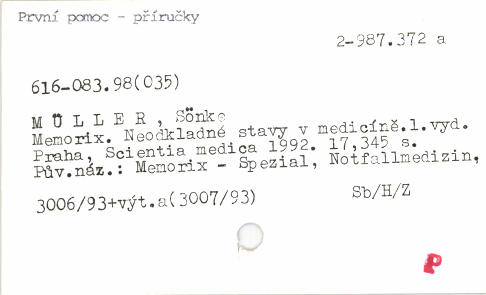 První pomoc - příručky
2-987.372 a
616-083.98(035)
M Ü L L E R , Sönke
Memorix. Neodkladné stavy v medicíně.1.vyd.
Praha, Scientia medica 1992. 17,345 s.
Pův.náz.: Memorix - Spezial, Notfallmedizin,
3006/93+výt.a(3007/93) Sb/H/Z
P